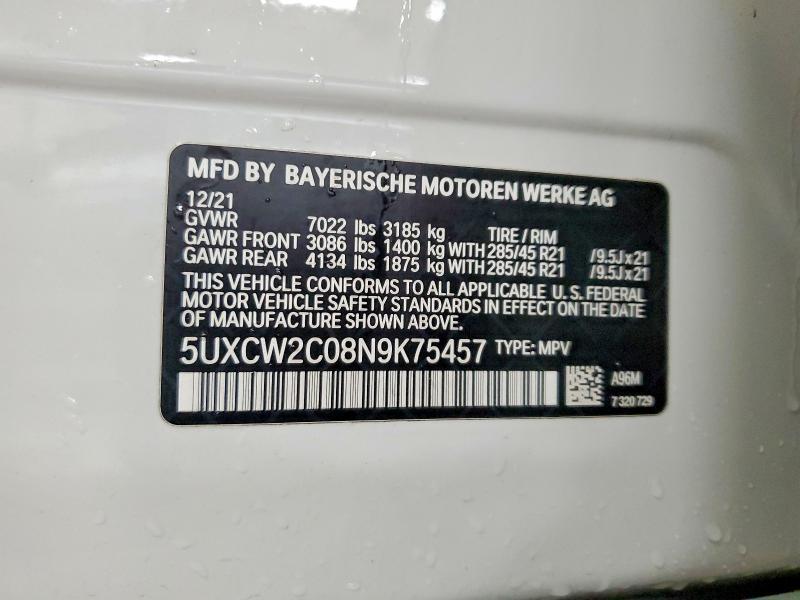 MFD BY BAYERISCHE MOTOREN WERKE AG
12/21
GVWR 7022 lbs 3185 kg TIRE / RIM
GAWR FRONT 3086 lbs 1400 kg WITH 285/45 R21 /9.5J x 21
GAWR REAR 4134 lbs 1875 kg WITH 285/45 R21 /9.5J x 21
THIS VEHICLE CONFORMS TO ALL APPLICABLE U.S. FEDERAL
MOTOR VEHICLE SAFETY STANDARDS IN EFFECT ON THE DATE
OF MANUFACTURE SHOWN ABOVE.
5UXCW2C08N9K75457 TYPE: MPV
A96M
7 320 729